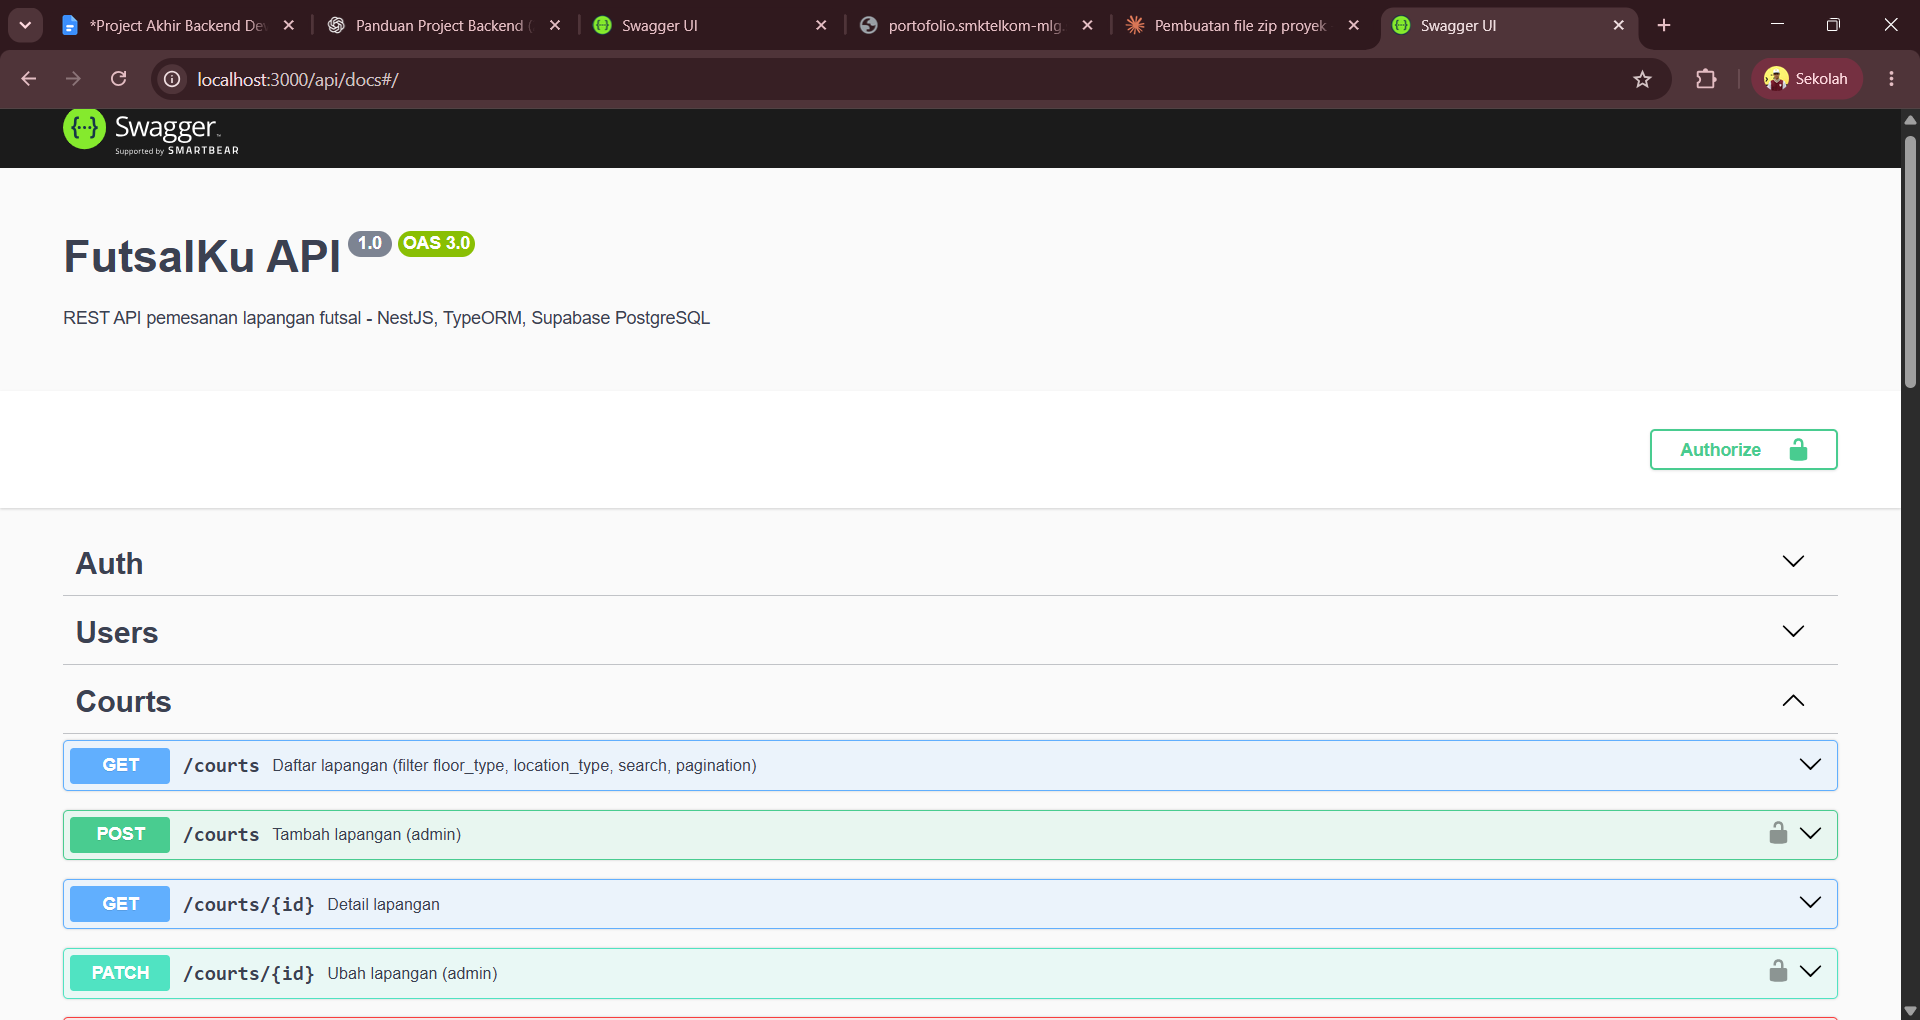 *Project Akhir Backend De
Panduan Project Backend (
Swagger UI
portofolio.smktelkom-mlg.
Pembuatan file zip proyek
Swagger UI
localhost:3000/api/docs#/
Sekolah
Swagger
Supported by SMARTBEAR
FutsalKu API 1.0 OAS 3.0
REST API pemesanan lapangan futsal - NestJS, TypeORM, Supabase PostgreSQL
Authorize
Auth
Users
Courts
GET /courts Daftar lapangan (filter floor_type, location_type, search, pagination)
POST /courts Tambah lapangan (admin)
GET /courts/{id} Detail lapangan
PATCH /courts/{id} Ubah lapangan (admin)